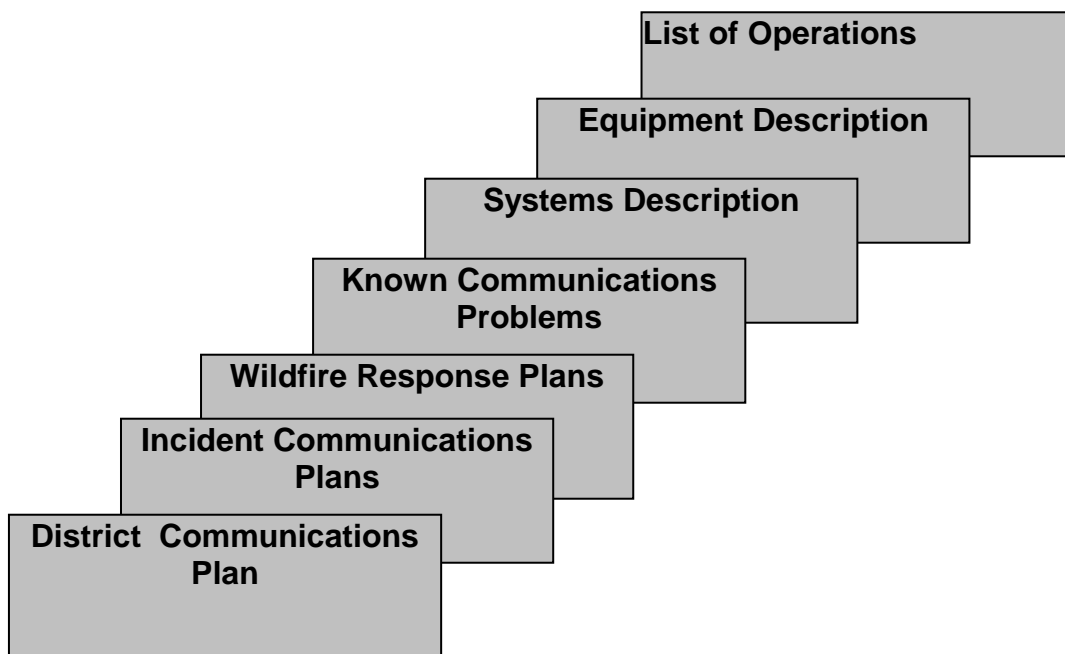 List of Operations
Equipment Description
Systems Description
Known Communications
Problems
Wildfire Response Plans
Incident Communications
Plans
District  Communications
Plan